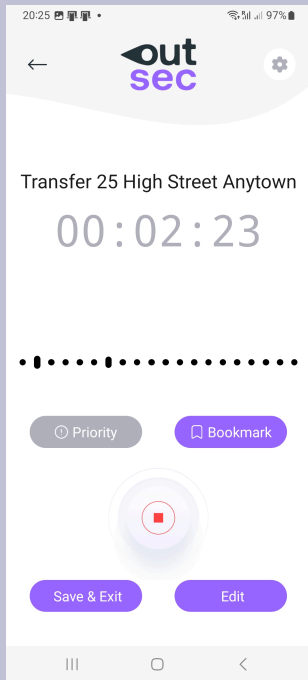 20:25 97%
out
sec
Transfer 25 High Street Anytown
00:02:23
Priority Bookmark
Save & Exit Edit